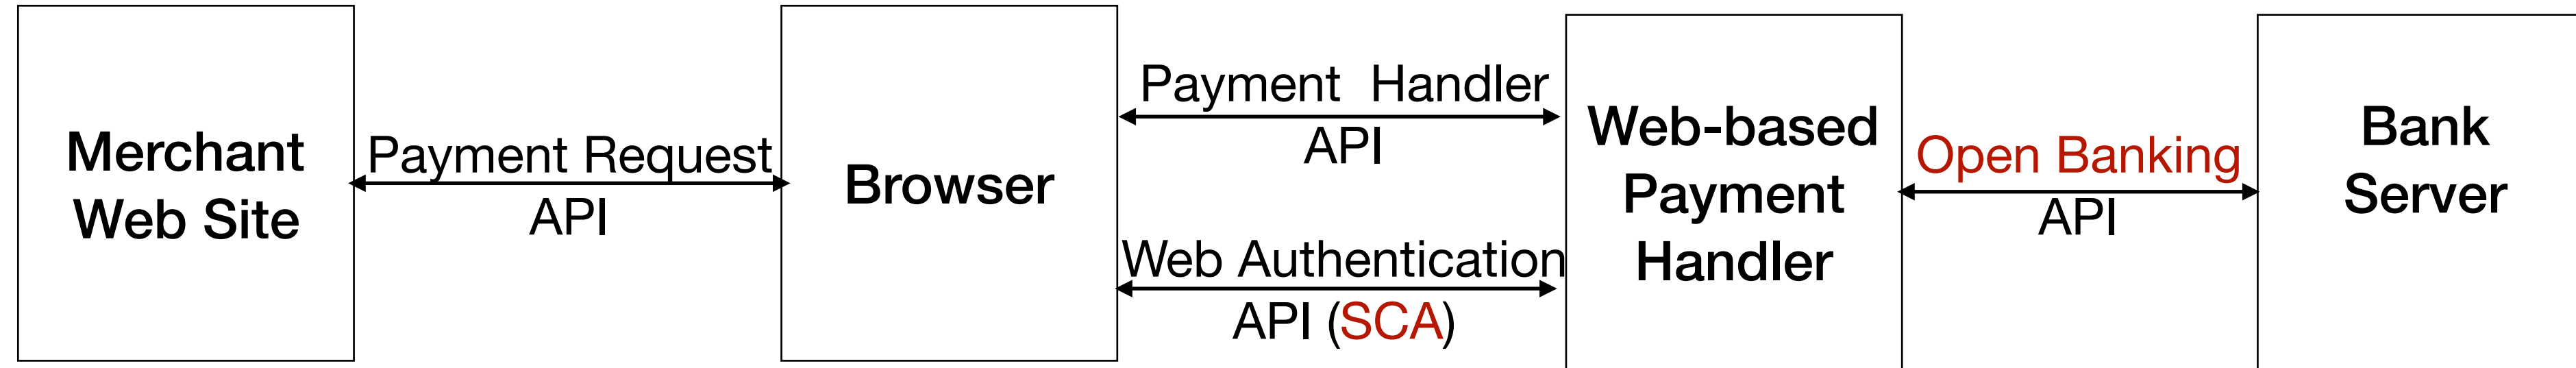 Merchant
Web Site
Payment Request
API
Browser
Payment Handler
API
Web Authentication
API (SCA)
Web-based
Payment
Handler
Open Banking
API
Bank
Server